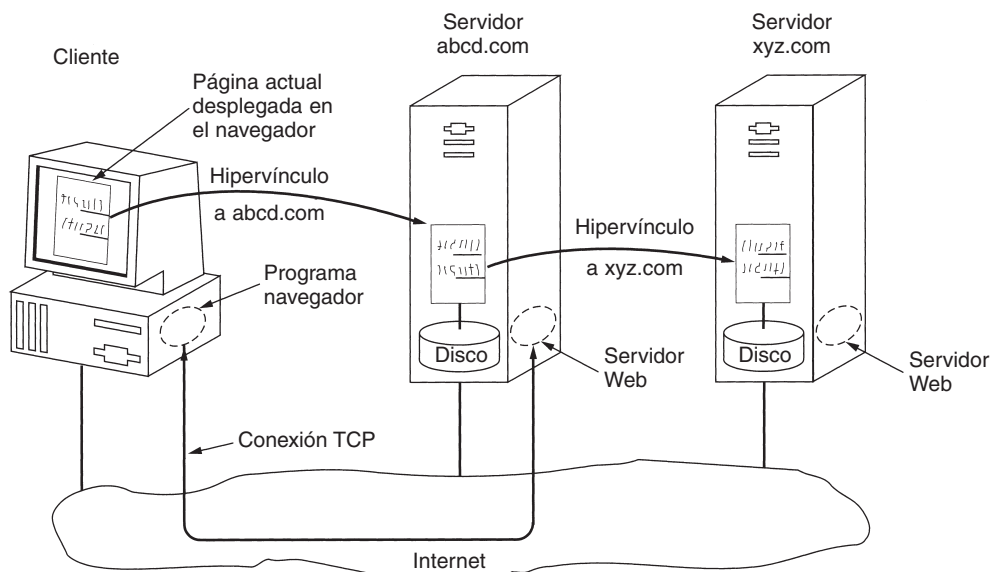 Servidor
abcd.com
Servidor
xyz.com
Cliente
Página actual
desplegada en
el navegador
Hipervínculo
a abcd.com
Hipervínculo
a xyz.com
Programa
navegador
Disco
Servidor
Web
Disco
Servidor
Web
Conexión TCP
Internet